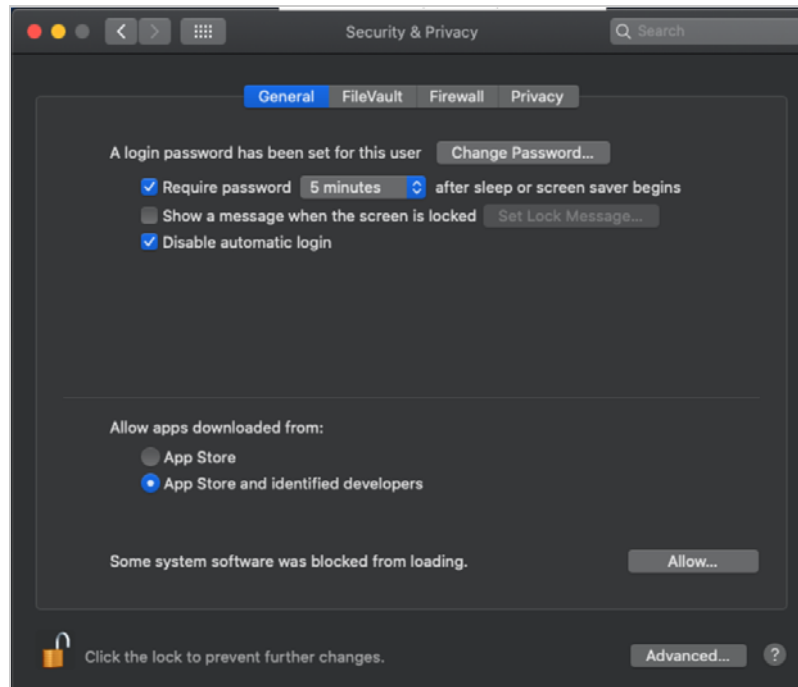 Security & Privacy
Search
General FileVault Firewall Privacy
A login password has been set for this user Change Password...
Require password 5 minutes after sleep or screen saver begins
Show a message when the screen is locked Set Lock Message...
Disable automatic login
Allow apps downloaded from:
App Store
App Store and identified developers
Some system software was blocked from loading. Allow...
Click the lock to prevent further changes. Advanced... ?